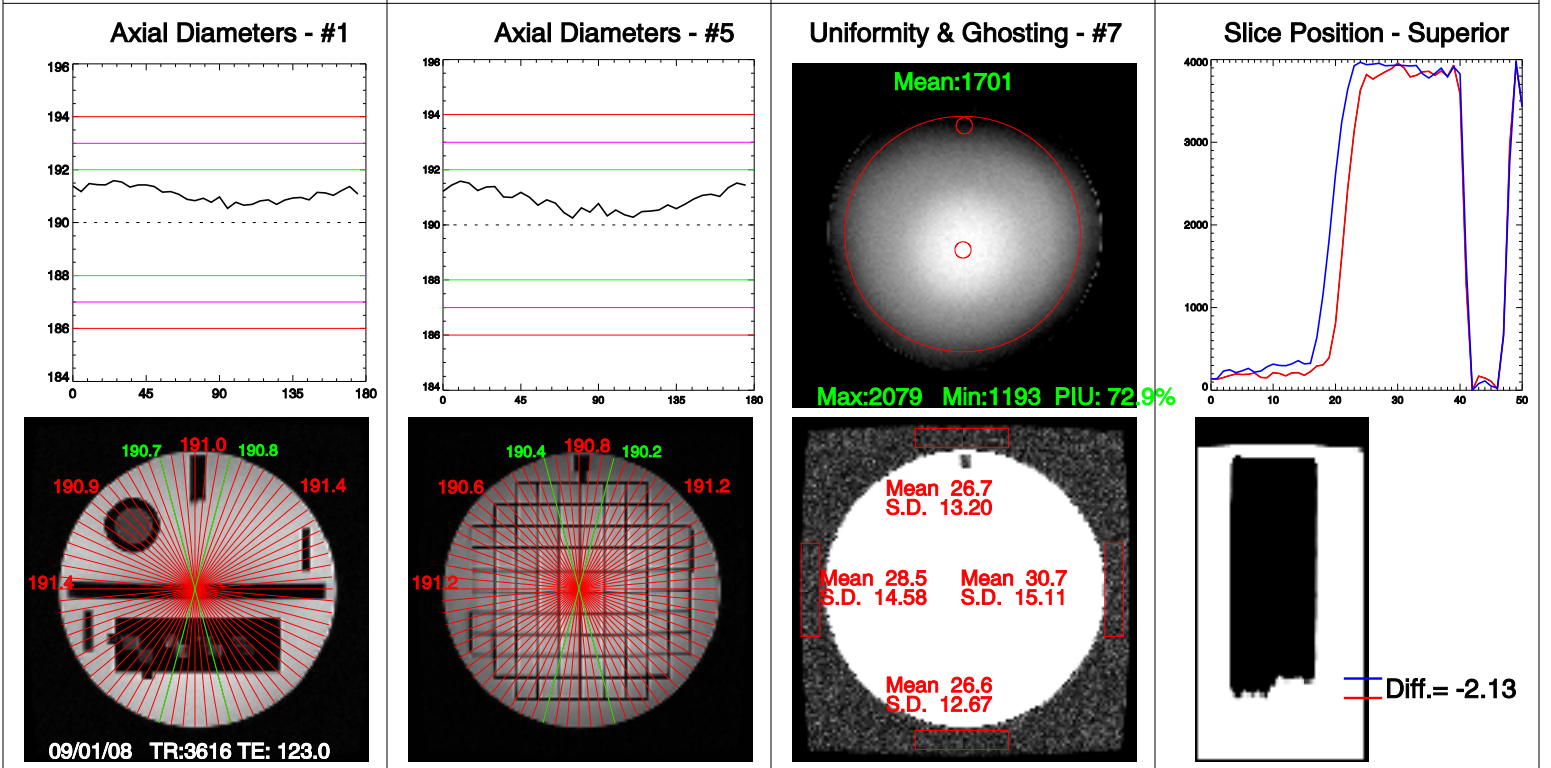 Axial Diameters - #1
196
194
192
190
188
186
184
0 45 90 135 180
190.7 191.0 190.8
190.9 191.4
191.4
09/01/08 TR:3616 TE: 123.0
Axial Diameters - #5
196
194
192
190
188
186
184
0 45 90 135 180
190.4 190.8 190.2
190.6 191.2
191.2
Uniformity & Ghosting - #7
Mean:1701
Max:2079 Min:1193 PIU: 72.9%
Mean 26.7
S.D. 13.20
Mean 28.5 Mean 30.7
S.D. 14.58 S.D. 15.11
Mean 26.6
S.D. 12.67
Slice Position - Superior
4000
3000
2000
1000
0
0 10 20 30 40 50
Diff.= -2.13